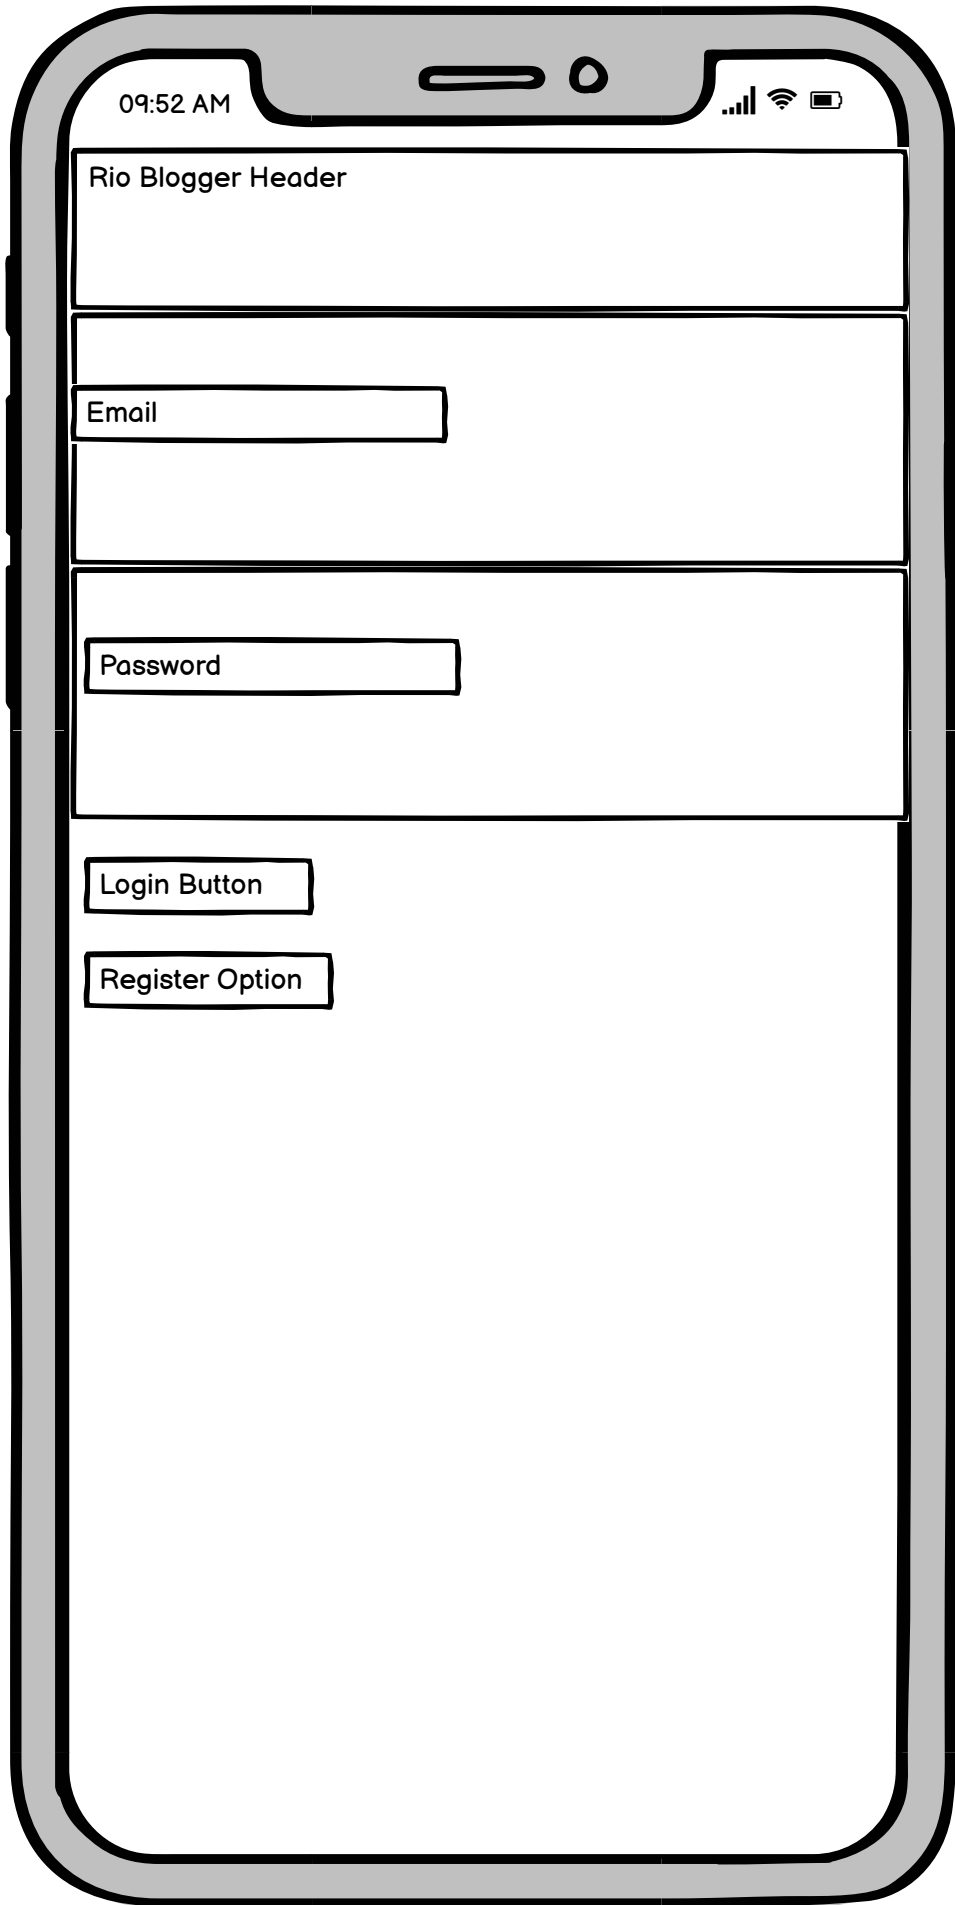 09:52 AM
Rio Blogger Header
Email
Password
Login Button
Register Option